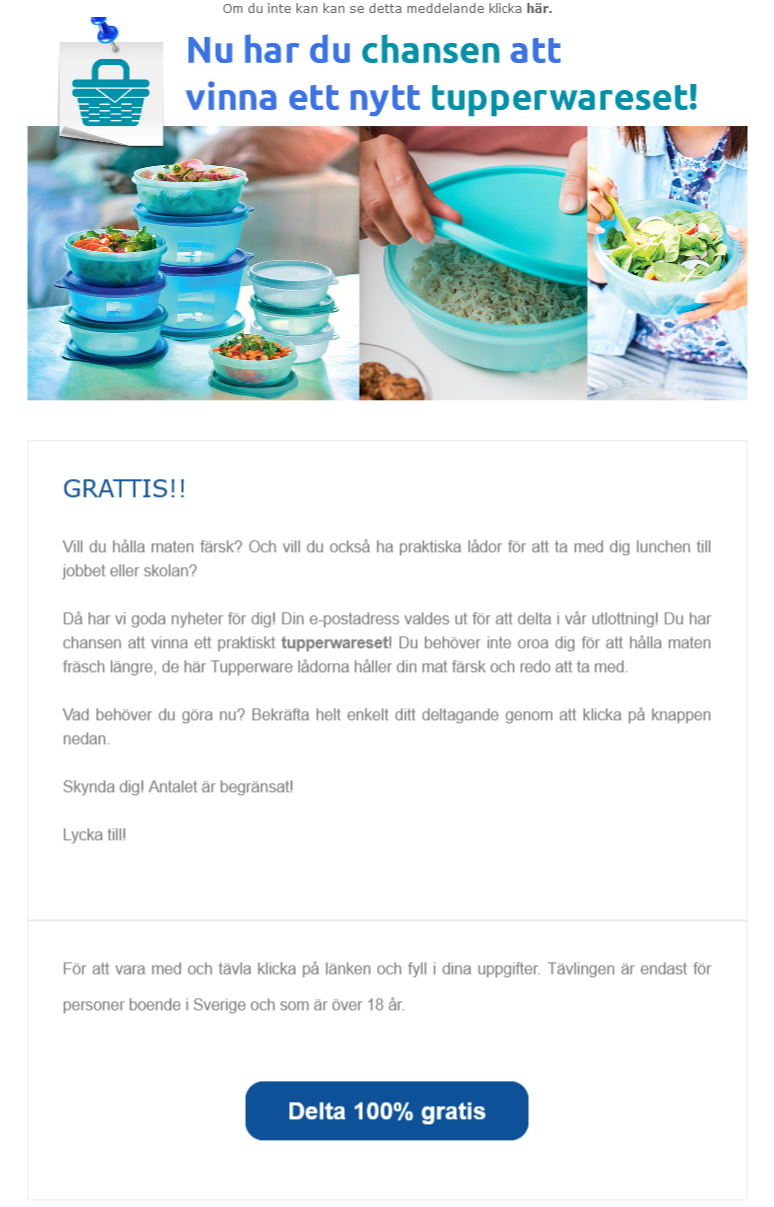 Om du inte kan kan se detta meddelande klicka här.
Nu har du chansen att
vinna ett nytt tupperwareset!
GRATTIS!!
Vill du hålla maten färsk? Och vill du också ha praktiska lådor för att ta med dig lunchen till
jobbet eller skolan?
Då har vi goda nyheter för dig! Din e-postadress valdes ut för att delta i vår utlottning! Du har
chansen att vinna ett praktiskt tupperwareset! Du behöver inte oroa dig för att hålla maten
fräsch längre, de här Tupperware lådorna håller din mat färsk och redo att ta med.
Vad behöver du göra nu? Bekräfta helt enkelt ditt deltagande genom att klicka på knappen
nedan.
Skynda dig! Antalet är begränsat!
Lycka till!
För att vara med och tävla klicka på länken och fyll i dina uppgifter. Tävlingen är endast för
personer boende i Sverige och som är över 18 år.
Delta 100% gratis